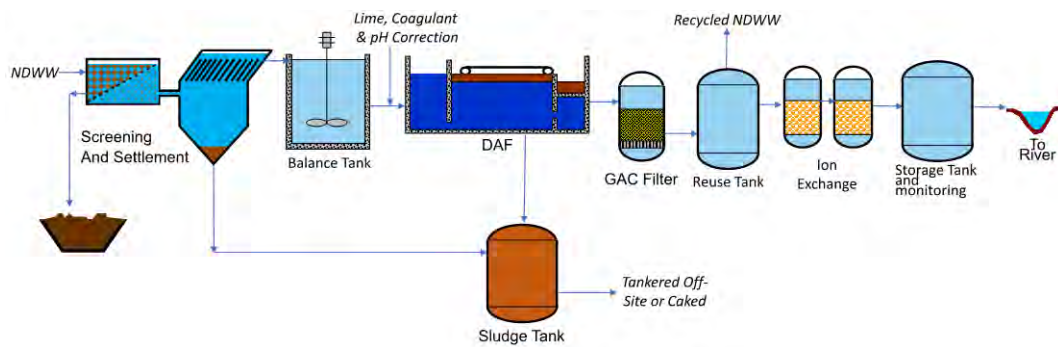 NDWW
Screening
And Settlement
Balance Tank
Lime, Coagulant
& pH Correction
DAF
GAC Filter
Recycled NDWW
Reuse Tank
Ion
Exchange
Storage Tank
and
monitoring
To
River
Sludge Tank
Tankered Off-
Site or Caked